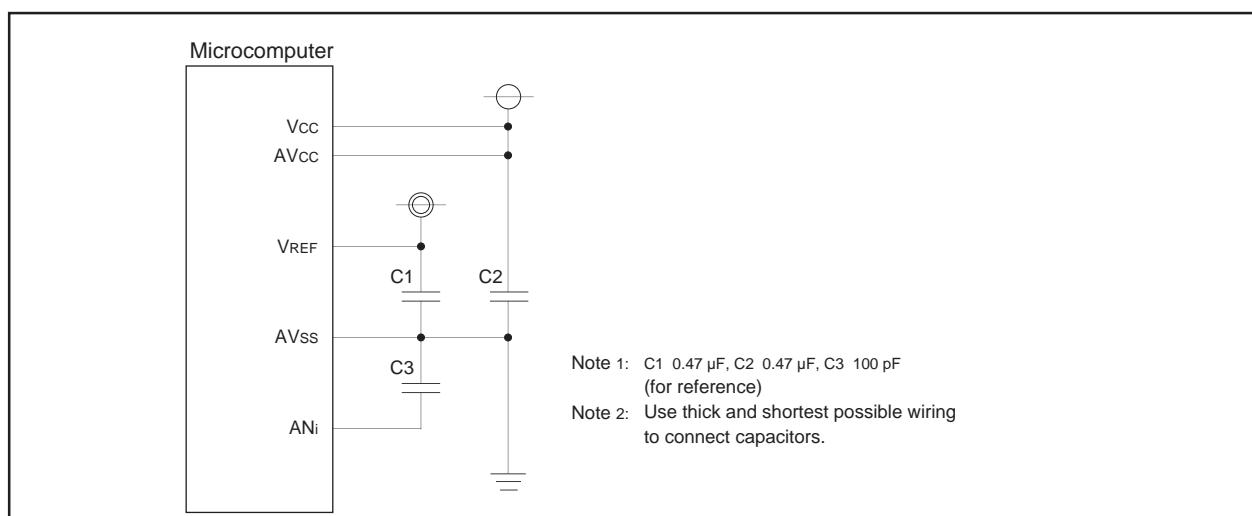 Microcomputer
VCC
AVCC
VREF
C1
C2
AVSS
C3
ANi
Note 1: C1 0.47 µF, C2 0.47 µF, C3 100 pF
(for reference)
Note 2: Use thick and shortest possible wiring
to connect capacitors.